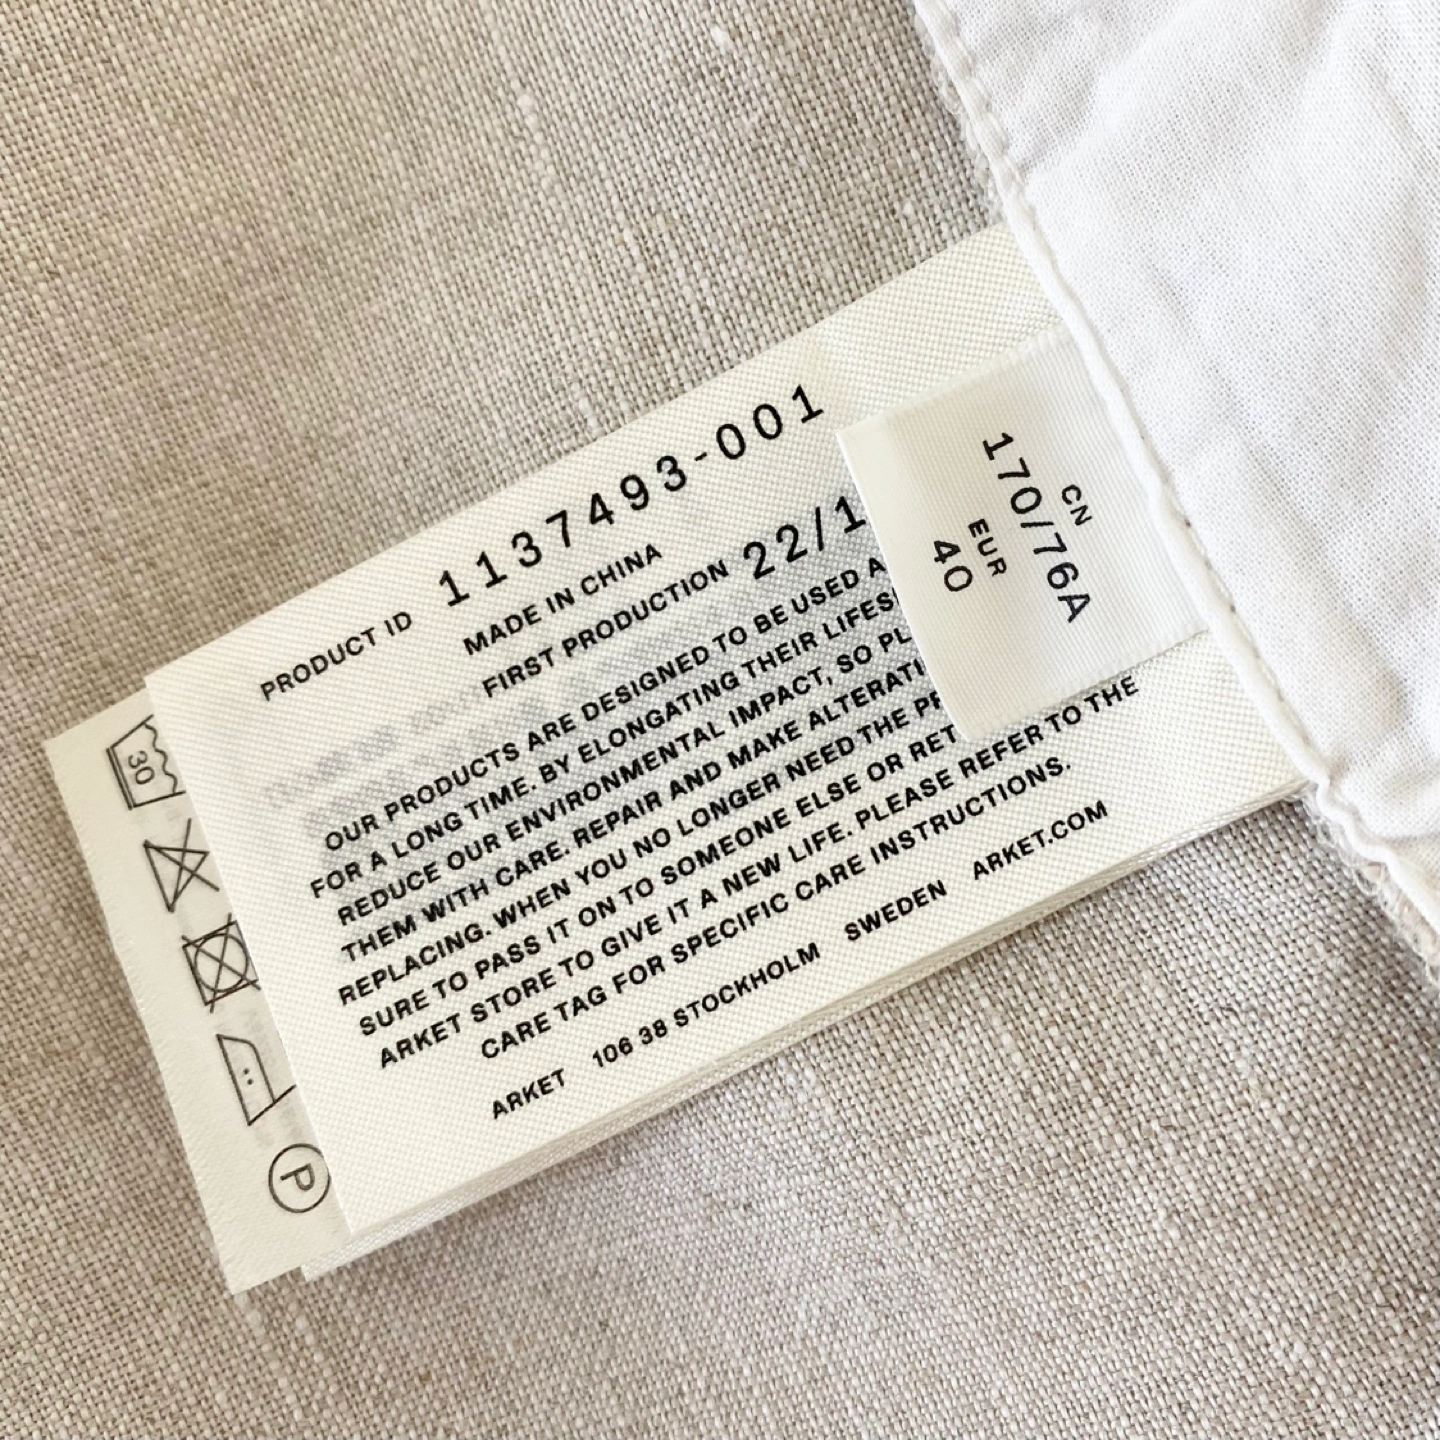 PRODUCT ID 1137493-001
MADE IN CHINA
FIRST PRODUCTION 22/1
OUR PRODUCTS ARE DESIGNED TO BE USED
FOR A LONG TIME. BY ELONGATING THEIR
REDUCE OUR ENVIRONMENTAL IMPACT, SO
THEM WITH CARE. REPAIR AND MAKE
REPLACING. WHEN YOU NO LONGER NEED THE
SURE TO PASS IT ON TO SOMEONE ELSE OR
ARKET STORE TO GIVE IT A NEW LIFE. PLEASE REFER TO THE
CARE TAG FOR SPECIFIC CARE INSTRUCTIONS.
ARKET 106 38 STOCKHOLM SWEDEN ARKET.COM
CN
170/76A
EUR
40
30
P